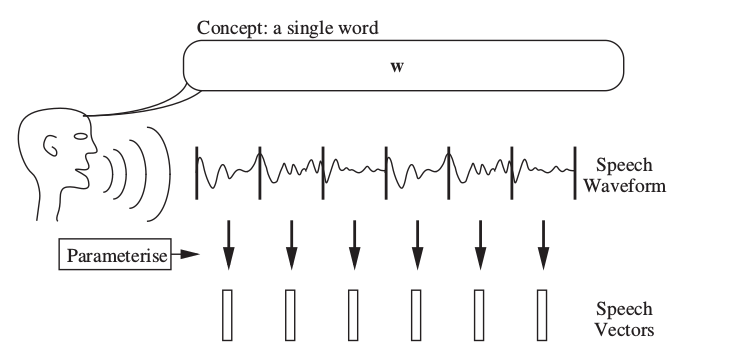 Concept: a single word
w
Speech
Waveform
Parameterise
Speech
Vectors